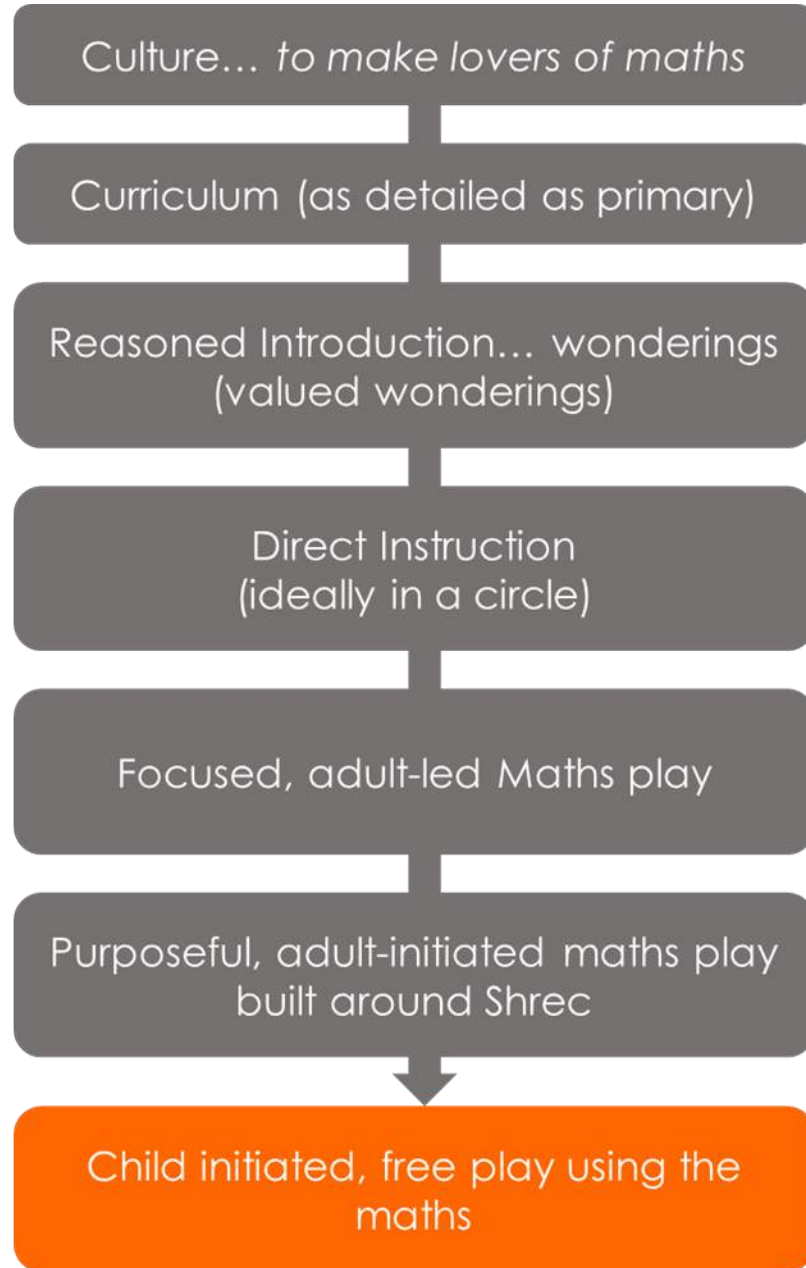 Culture… to make lovers of maths
Curriculum (as detailed as primary)
Reasoned Introduction… wonderings
(valued wonderings)
Direct Instruction
(ideally in a circle)
Focused, adult-led Maths play
Purposeful, adult-initiated maths play
built around Shrec
Child initiated, free play using the
maths